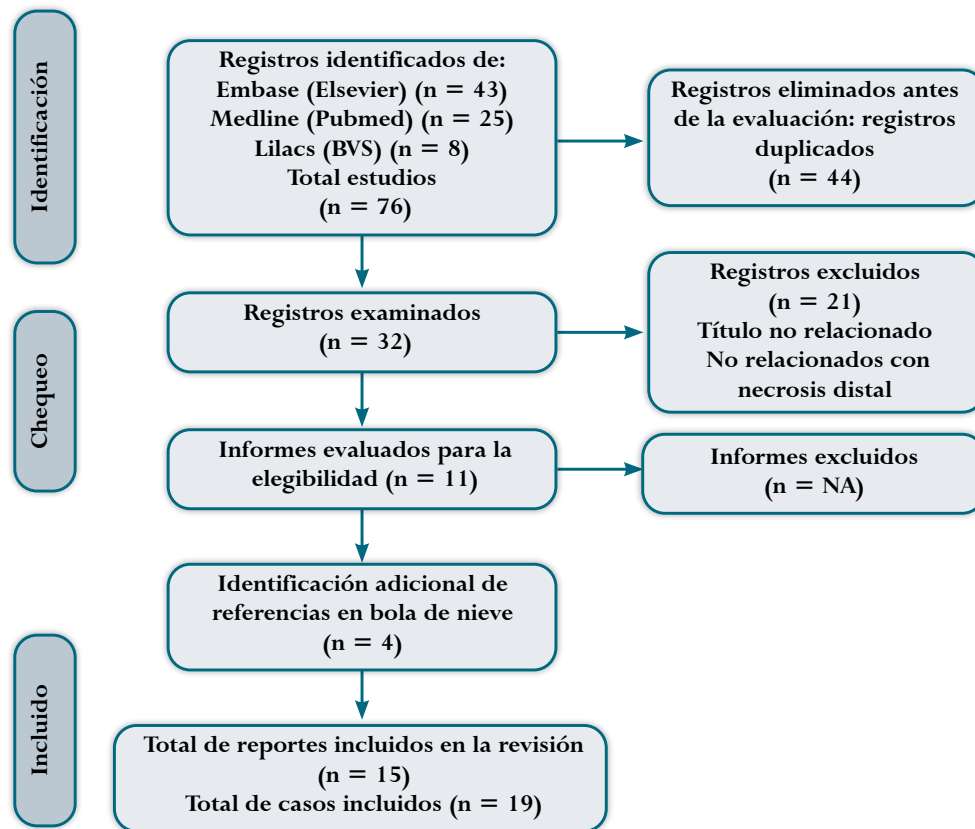 Identificación
Registros identificados de:
Embase (Elsevier) (n = 43)
Medline (Pubmed) (n = 25)
Lilacs (BVS) (n = 8)
Total estudios
(n = 76)
Registros eliminados antes
de la evaluación: registros
duplicados
(n = 44)
Chequeo
Registros examinados
(n = 32)
Registros excluidos
(n = 21)
Título no relacionado
No relacionados con
necrosis distal
Informes evaluados para la
elegibilidad (n = 11)
Informes excluidos
(n = NA)
Identificación adicional de
referencias en bola de nieve
(n = 4)
Incluido
Total de reportes incluidos en la revisión
(n = 15)
Total de casos incluidos (n = 19)